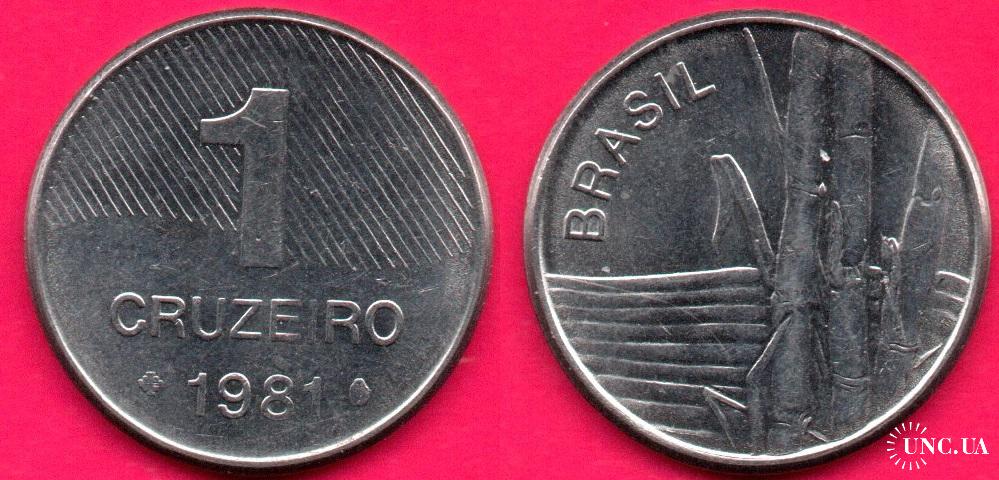 1
CRUZEIRO
1981
BRASIL
UNC.UA